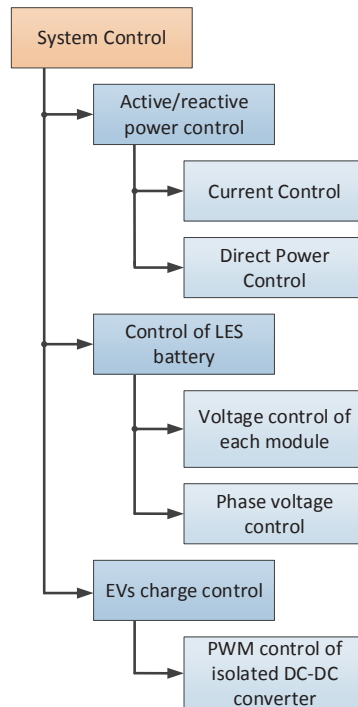 System Control
Active/reactive
power control
Current Control
Direct Power
Control
Control of LES
battery
Voltage control of
each module
Phase voltage
control
EVs charge control
PWM control of
isolated DC-DC
converter